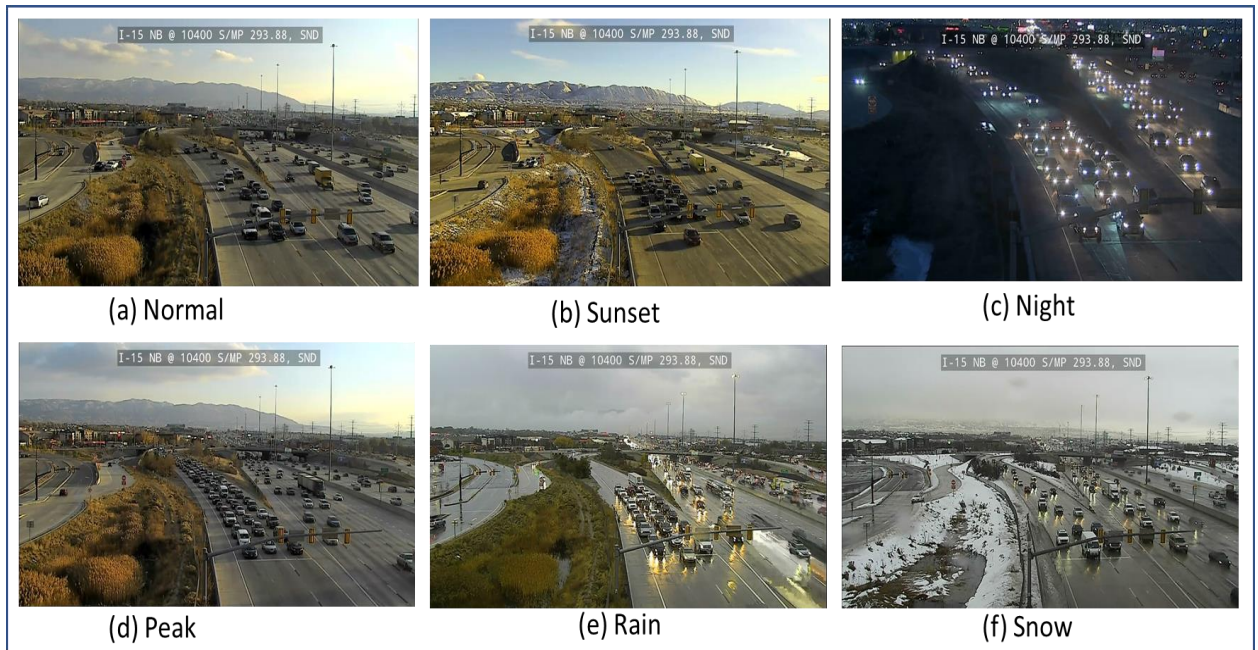 I-15 NB @ 10400 S/MP 293.88, SND
I-15 NB @ 10400 S/MP 293.88, SND
I-15 NB @ 10400 S/MP 293.88, SND
(a) Normal
(b) Sunset
(c) Night
I-15 NB @ 10400 S/MP 293.88, SND
I-15 NB @ 10400 S/MP 293.88, SND
I-15 NB @ 10400 S/MP 293.88, SND
(d) Peak
(e) Rain
(f) Snow